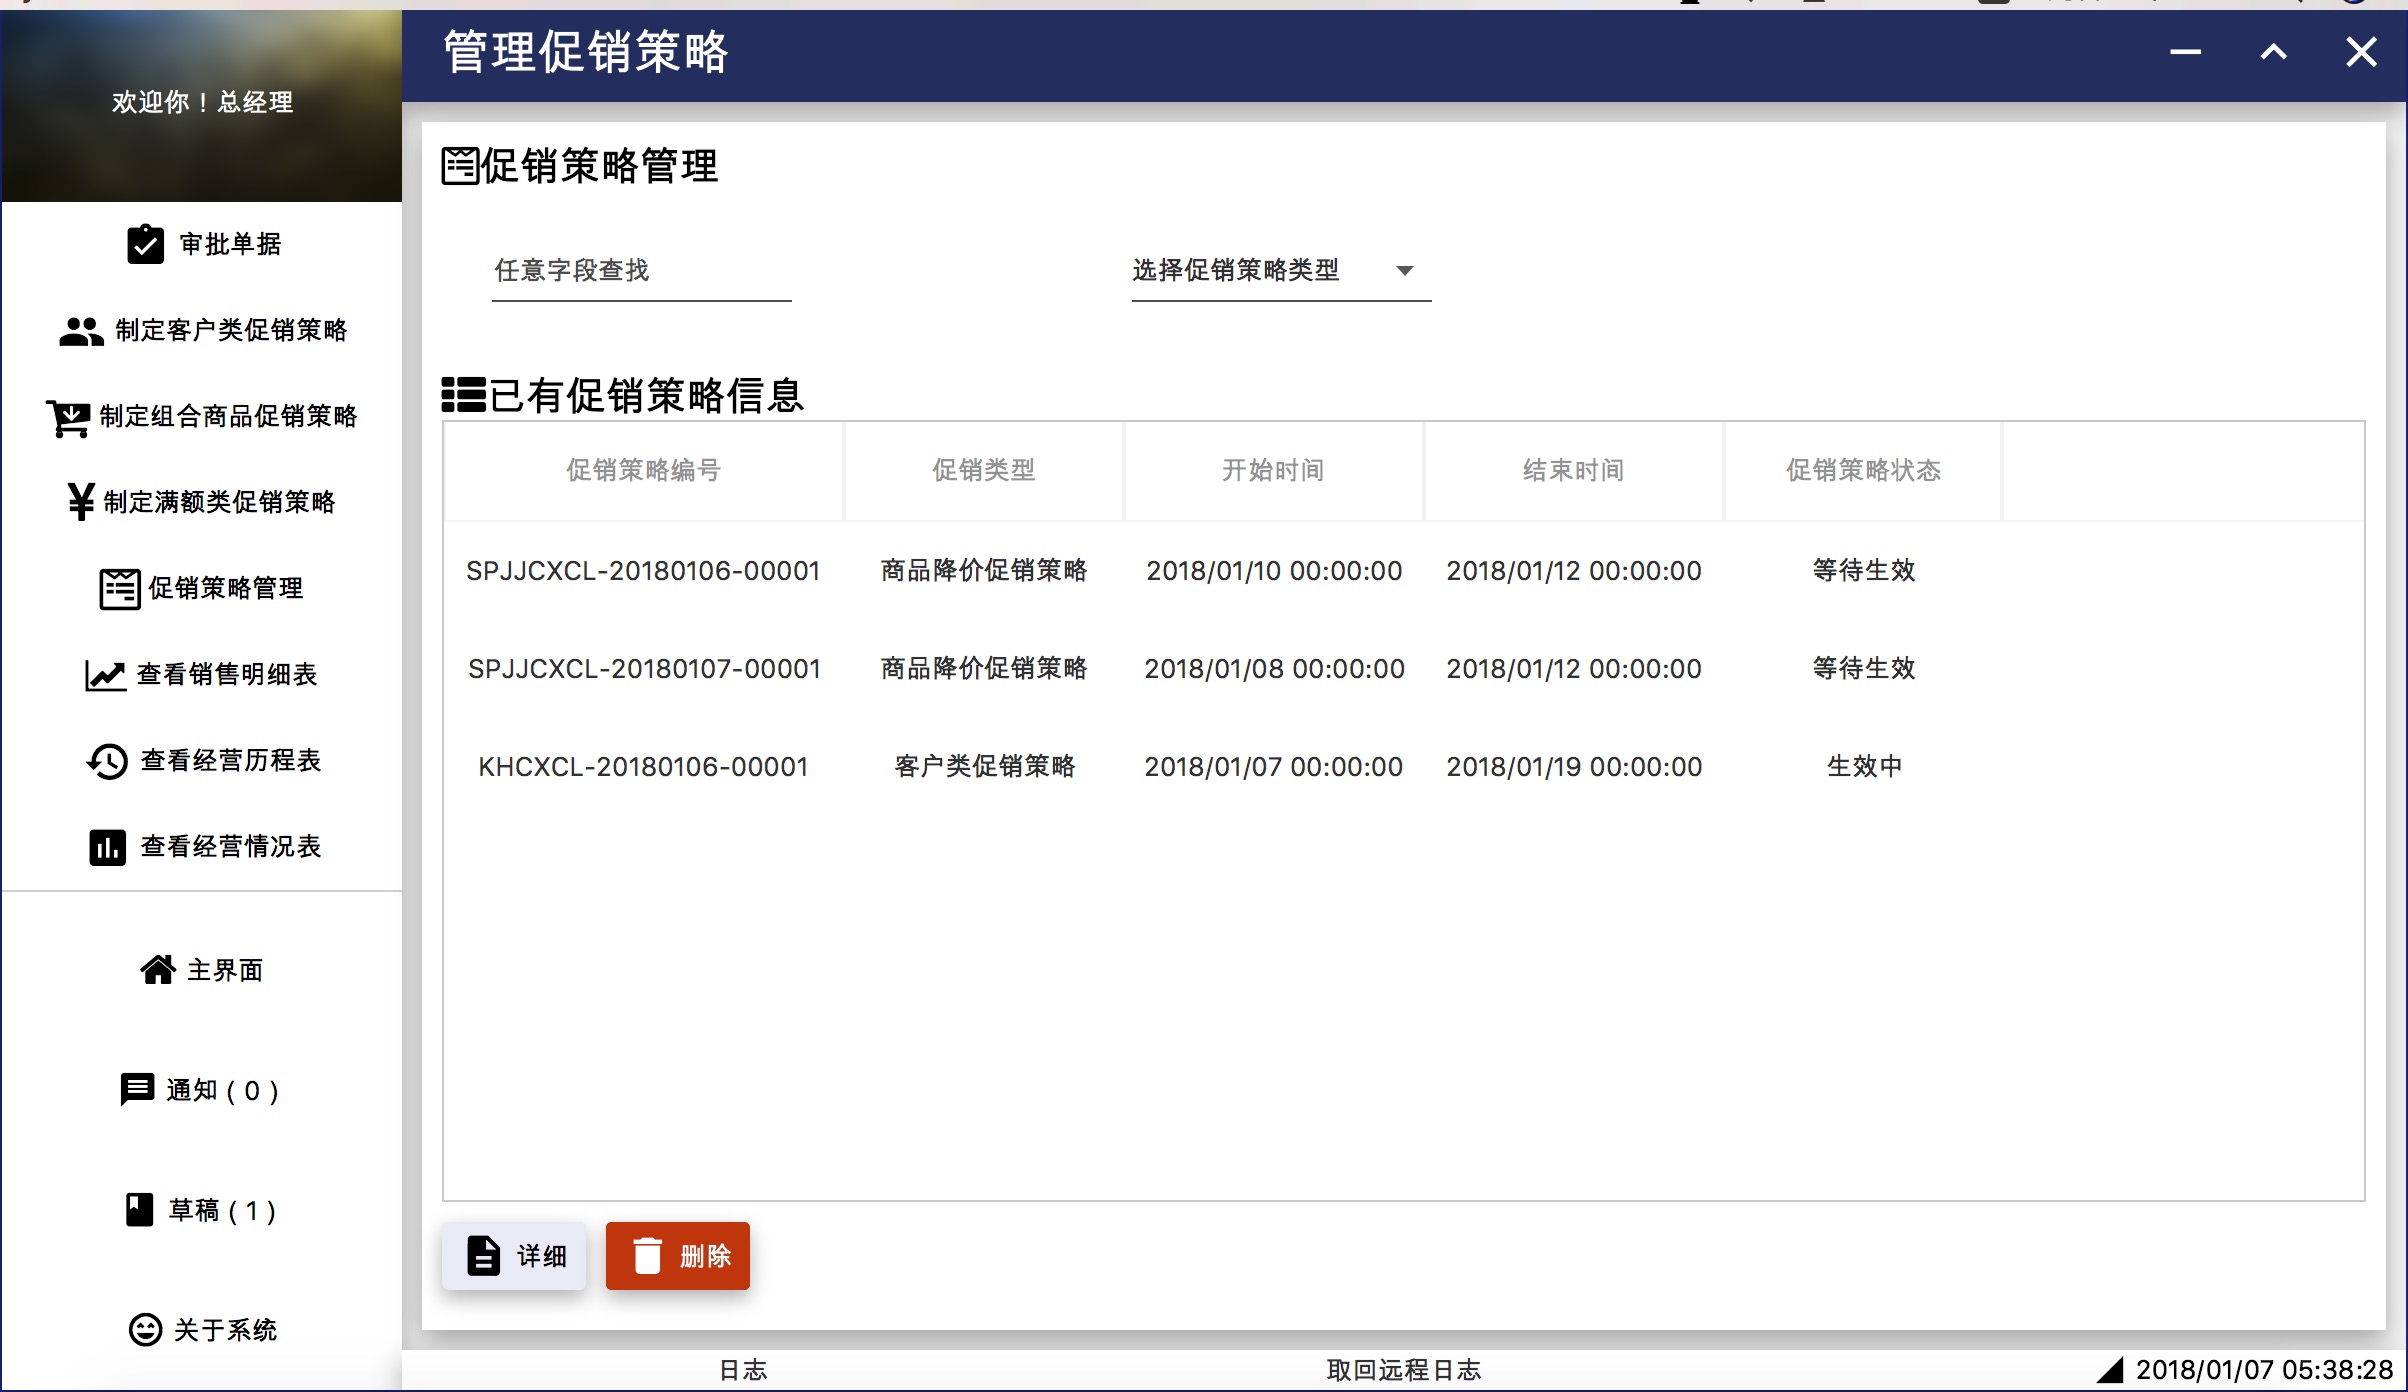 欢迎你！总经理
审批单据
制定客户类促销策略
制定组合商品促销策略
制定满额类促销策略
促销策略管理
查看销售明细表
查看经营历程表
查看经营情况表
主界面
通知 ( 0 )
草稿 ( 1 )
关于系统
管理促销策略
促销策略管理
任意字段查找 选择促销策略类型
已有促销策略信息
促销策略编号 促销类型 开始时间 结束时间 促销策略状态
SPJJCXCL-20180106-00001 商品降价促销策略 2018/01/10 00:00:00 2018/01/12 00:00:00 等待生效
SPJJCXCL-20180107-00001 商品降价促销策略 2018/01/08 00:00:00 2018/01/12 00:00:00 等待生效
KHCXCL-20180106-00001 客户类促销策略 2018/01/07 00:00:00 2018/01/19 00:00:00 生效中
详细 删除
日志 取回远程日志 2018/01/07 05:38:28